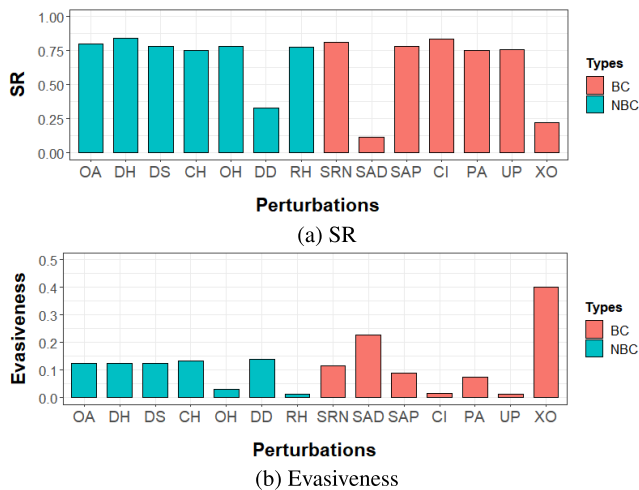 1.00
0.75
0.50
0.25
0.00
SR
OA DH DS CH OH DD RH SRN SAD SAP CI PA UP XO
Perturbations
Types
BC
NBC
(a) SR
0.5
0.4
0.3
0.2
0.1
0.0
Evasiveness
OA DH DS CH OH DD RH SRN SAD SAP CI PA UP XO
Perturbations
Types
BC
NBC
(b) Evasiveness